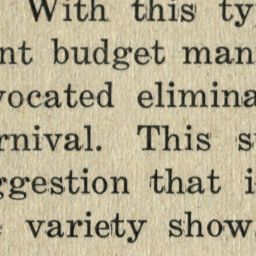 With this ty
nt budget man
vocated elimina
rnival. This s
ggestion that i
variety show.